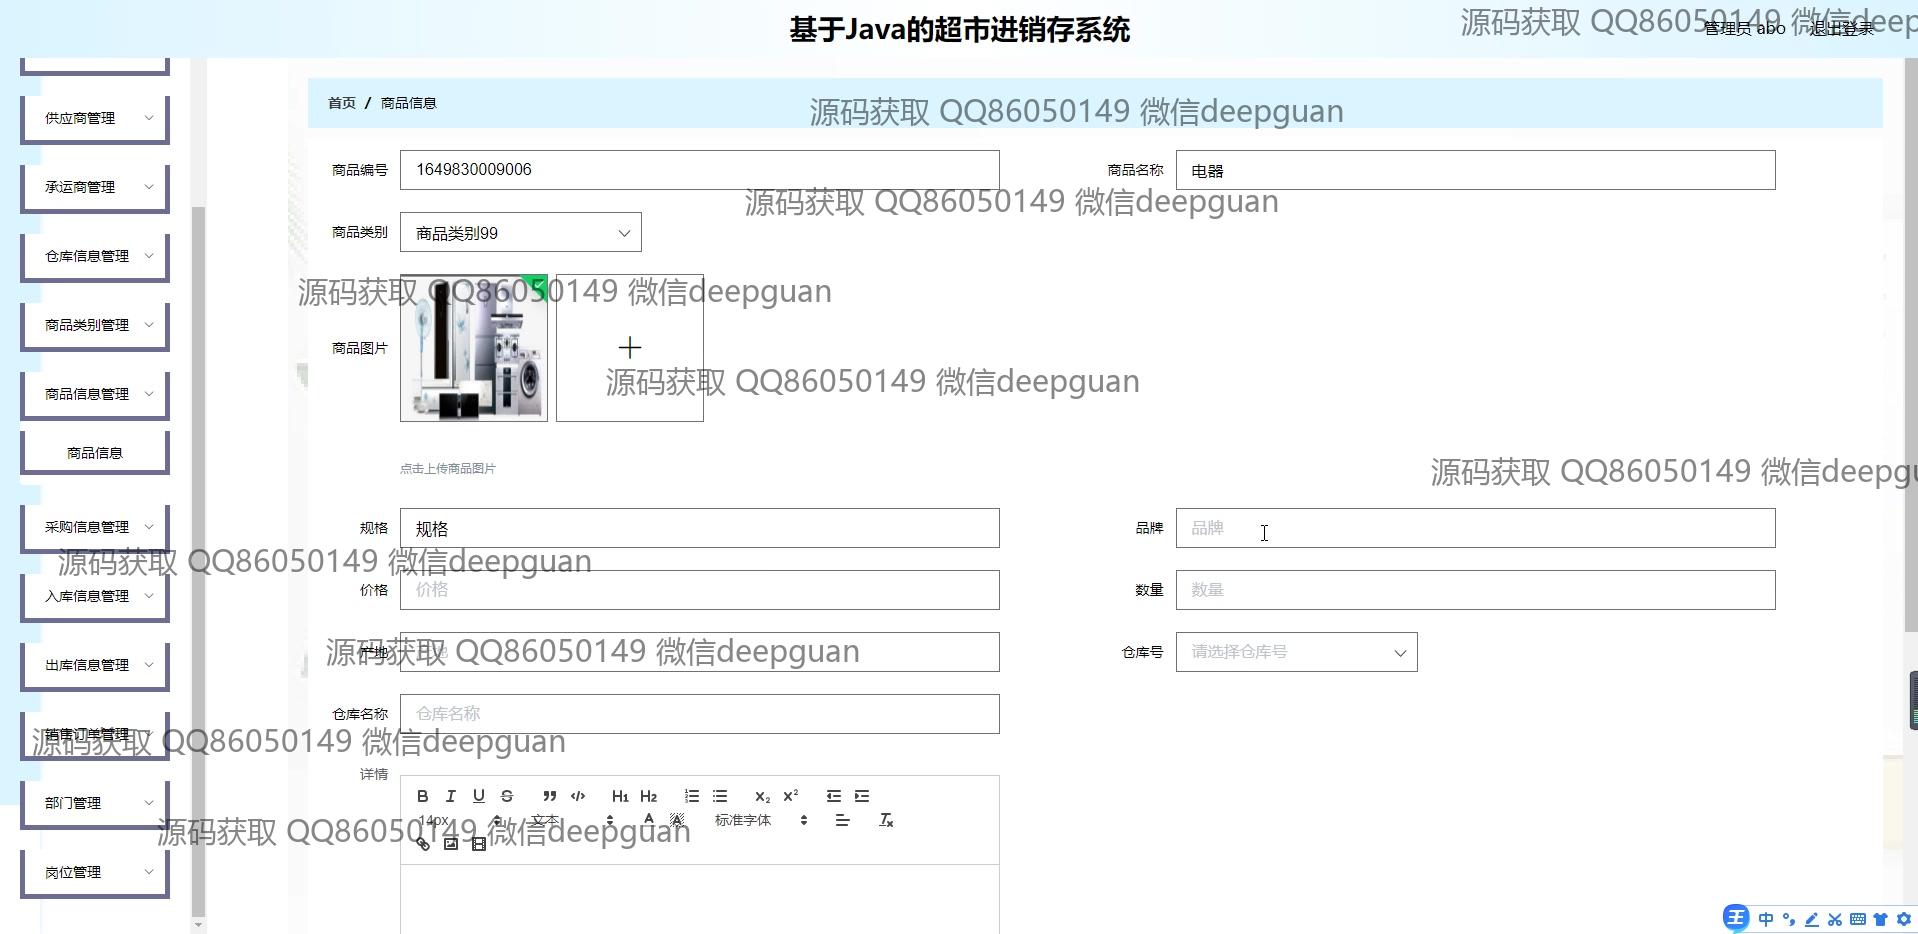 基于Java的超市进销存系统
管理员 abo
退出登录
源码获取 QQ86050149 微信deep
首页 / 商品信息
源码获取 QQ86050149 微信deepguan
供应商管理
承运商管理
仓库信息管理
商品类别管理
商品信息管理
商品信息
采购信息管理
入库信息管理
出库信息管理
销售订单管理
部门管理
岗位管理
商品编号 1649830009006
商品名称 电器
源码获取 QQ86050149 微信deepguan
商品类别 商品类别99
源码获取 QQ86050149 微信deepguan
商品图片
源码获取 QQ86050149 微信deepguan
点击上传商品图片
源码获取 QQ86050149 微信deepgu
规格 规格
品牌 品牌
源码获取 QQ86050149 微信deepguan
价格 价格
数量 数量
产地
源码获取 QQ86050149 微信deepguan
仓库号 请选择仓库号
仓库名称 仓库名称
源码获取 QQ86050149 微信deepguan
详情
B I U S H1 H2 X2 X2
14px 文本 A A 标准字体
源码获取 QQ86050149 微信deepguan
王 中